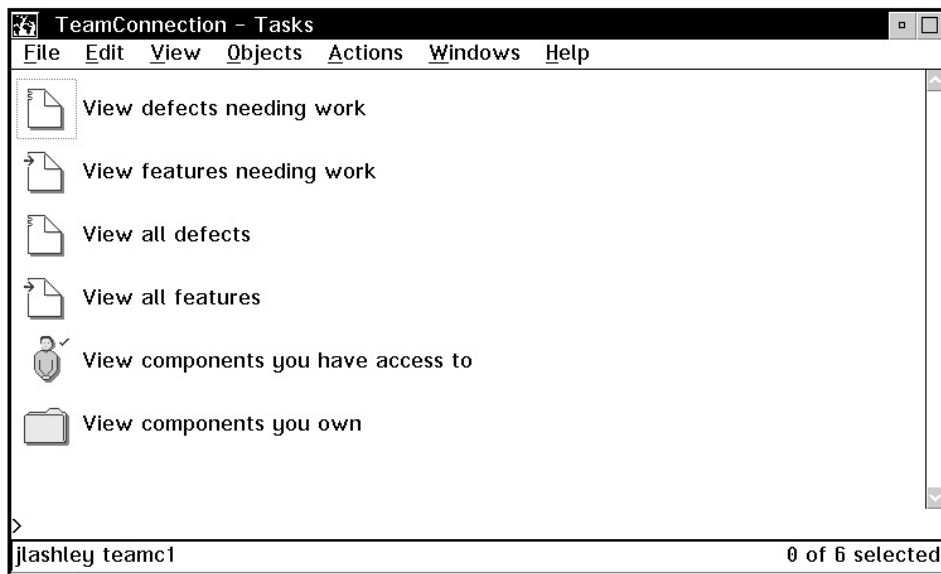 TeamConnection - Tasks
File Edit View Objects Actions Windows Help
View defects needing work
View features needing work
View all defects
View all features
View components you have access to
View components you own
>
jlashley teamc1 0 of 6 selected